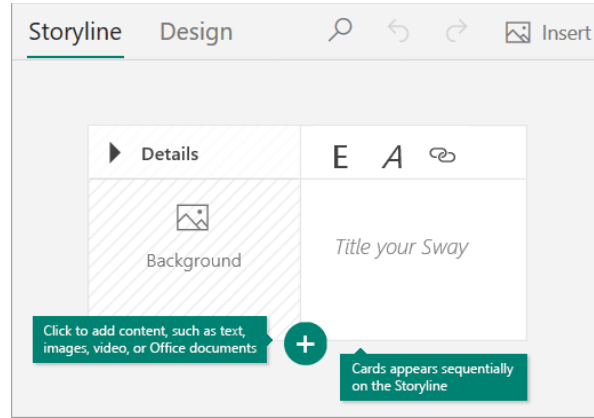 Storyline Design Insert
Details E A
Background
Title your Sway
Click to add content, such as text,
images, video, or Office documents
+
Cards appears sequentially
on the Storyline